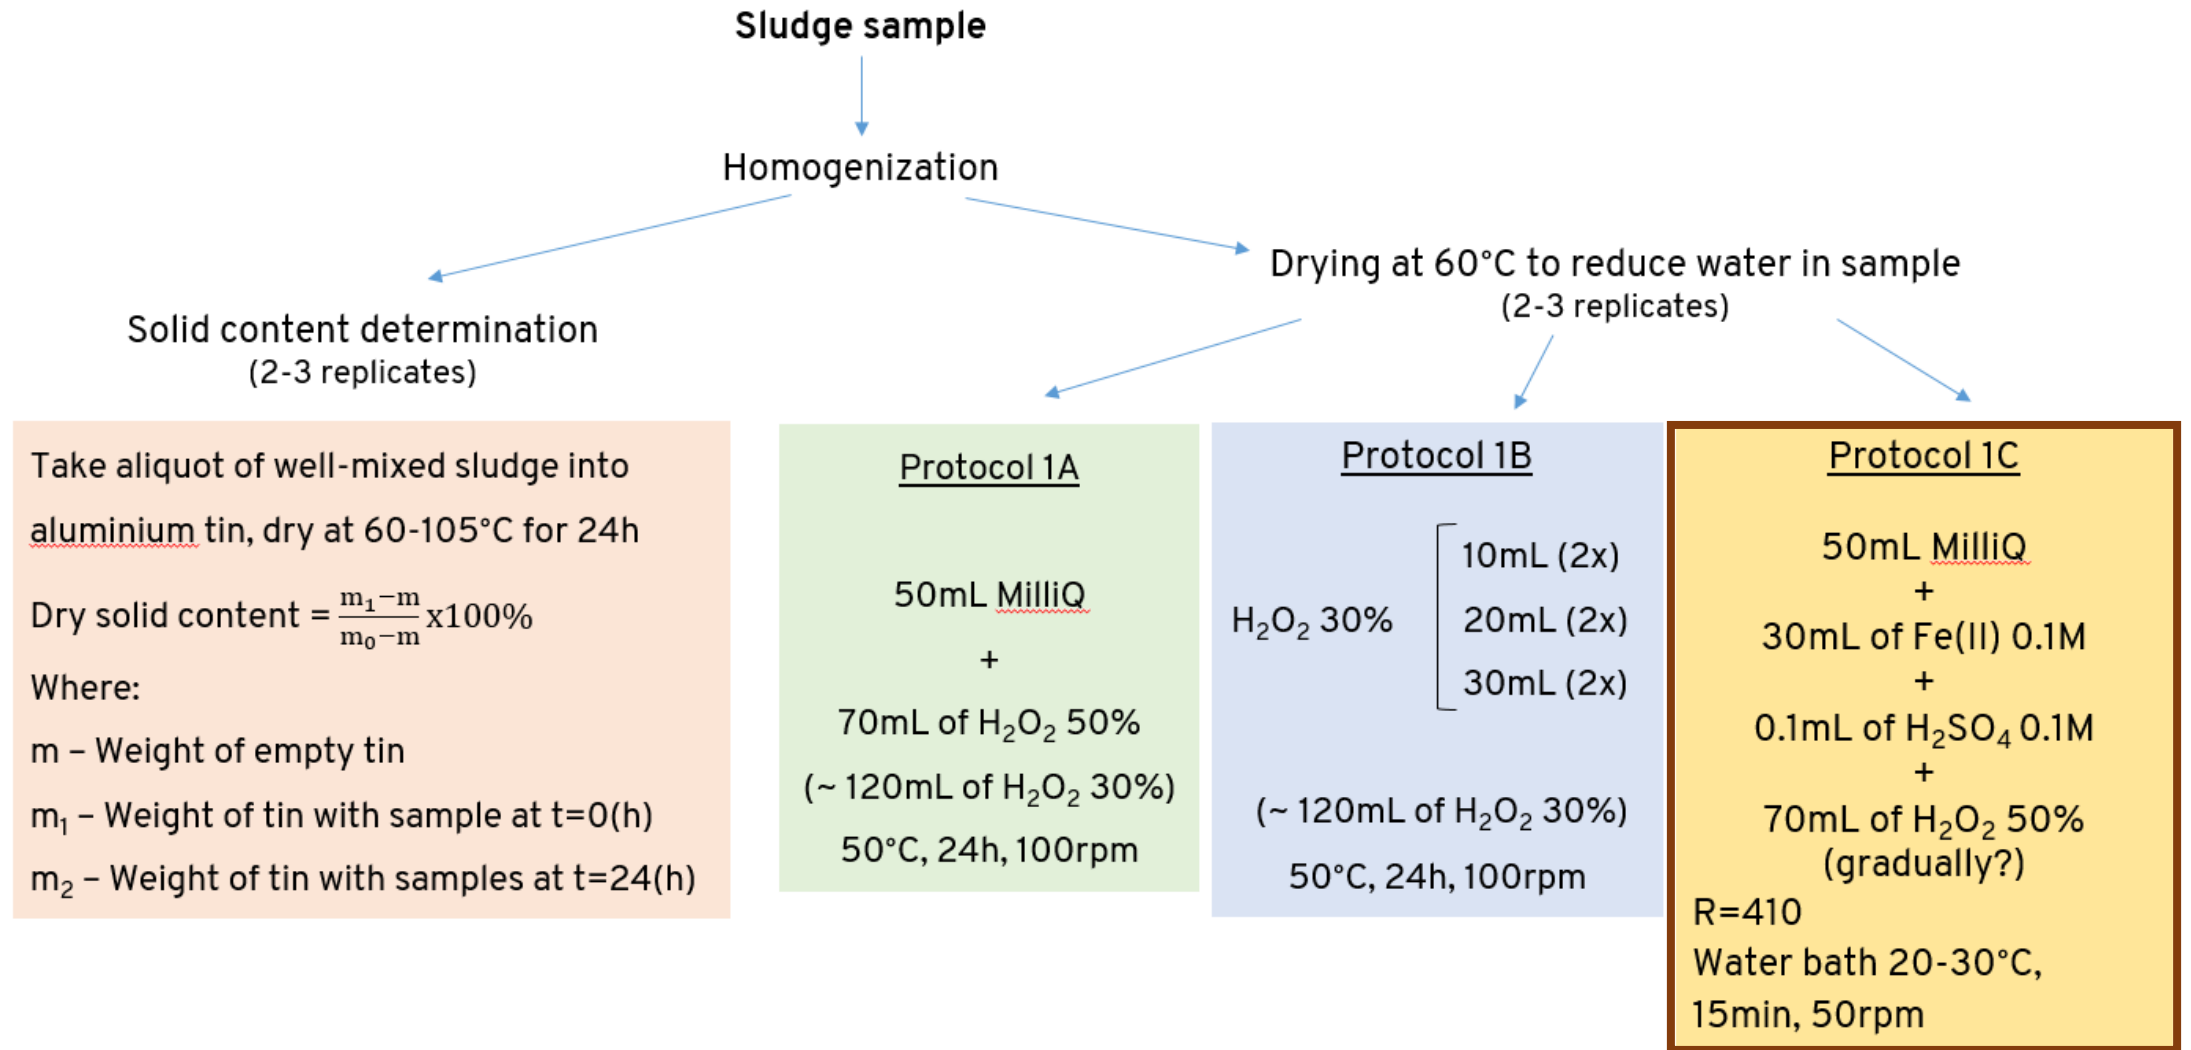 Sludge sample
Homogenization
Solid content determination
(2-3 replicates)
Drying at 60°C to reduce water in sample
(2-3 replicates)
Take aliquot of well-mixed sludge into
aluminium tin, dry at 60-105°C for 24h
Dry solid content = (m₁−m)/(m₀−m) x100%
Where:
m – Weight of empty tin
m₁ – Weight of tin with sample at t=0(h)
m₂ – Weight of tin with samples at t=24(h)
Protocol 1A
50mL MilliQ
+
70mL of H₂O₂ 50%
(~ 120mL of H₂O₂ 30%)
50°C, 24h, 100rpm
Protocol 1B
10mL (2x)
H₂O₂ 30% 20mL (2x)
30mL (2x)
(~ 120mL of H₂O₂ 30%)
50°C, 24h, 100rpm
Protocol 1C
50mL MilliQ
+
30mL of Fe(II) 0.1M
+
0.1mL of H₂SO₄ 0.1M
+
70mL of H₂O₂ 50%
(gradually?)
R=410
Water bath 20-30°C,
15min, 50rpm